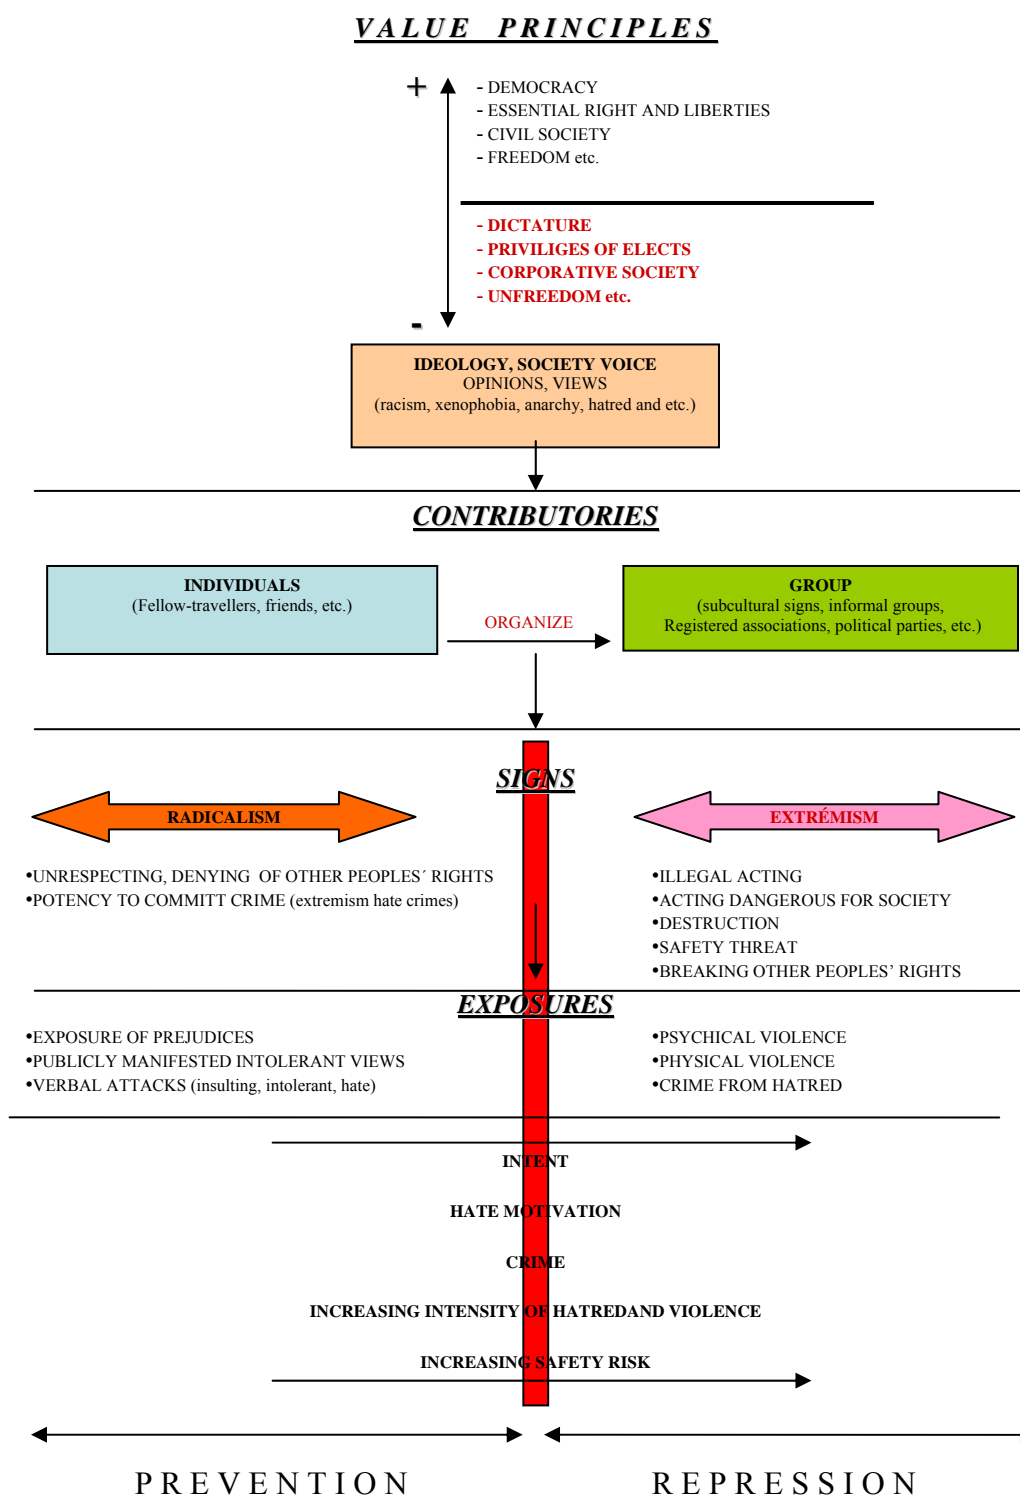 VALUE PRINCIPLES
+
- DEMOCRACY
- ESSENTIAL RIGHT AND LIBERTIES
- CIVIL SOCIETY
- FREEDOM etc.
- DICTATURE
- PRIVILIGES OF ELECTS
- CORPORATIVE SOCIETY
- UNFREEDOM etc.
-
IDEOLOGY, SOCIETY VOICE
OPINIONS, VIEWS
(racism, xenophobia, anarchy, hatred and etc.)
CONTRIBUTORIES
INDIVIDUALS
(Fellow-travellers, friends, etc.)
ORGANIZE
GROUP
(subcultural signs, informal groups,
Registered associations, political parties, etc.)
SIGNS
RADICALISM
EXTRÉMISM
•UNRESPECTING, DENYING OF OTHER PEOPLES´ RIGHTS
•POTENCY TO COMMITT CRIME (extremism hate crimes)
•ILLEGAL ACTING
•ACTING DANGEROUS FOR SOCIETY
•DESTRUCTION
•SAFETY THREAT
•BREAKING OTHER PEOPLES’ RIGHTS
EXPOSURES
•EXPOSURE OF PREJUDICES
•PUBLICLY MANIFESTED INTOLERANT VIEWS
•VERBAL ATTACKS (insulting, intolerant, hate)
•PSYCHICAL VIOLENCE
•PHYSICAL VIOLENCE
•CRIME FROM HATRED
INTENT
HATE MOTIVATION
CRIME
INCREASING INTENSITY OF HATREDAND VIOLENCE
INCREASING SAFETY RISK
PREVENTION
REPRESSION